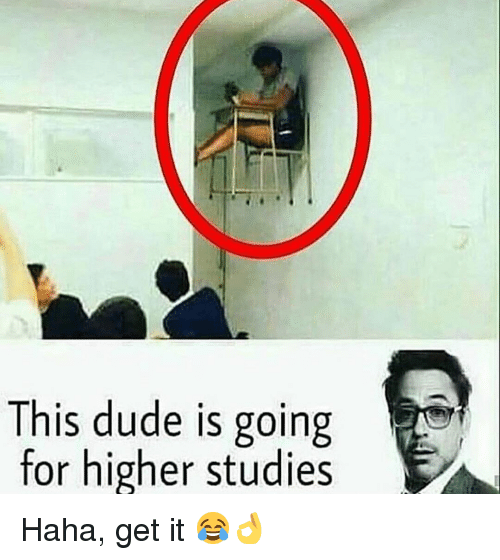 This dude is going
for higher studies
Haha, get it 😂👌